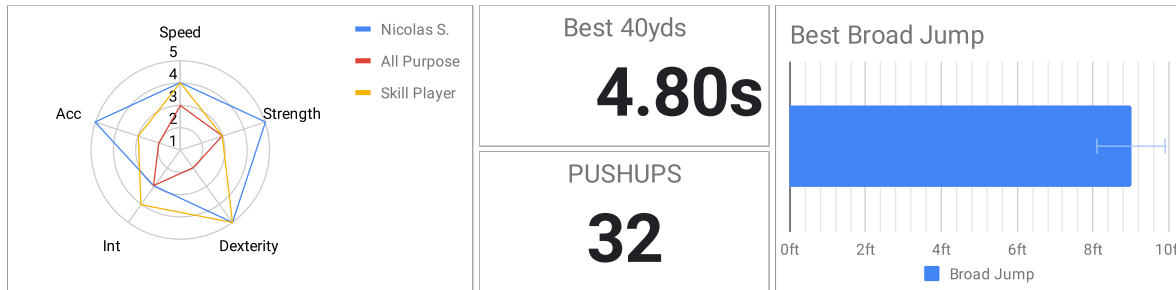 Speed
5
4
3
2
1
Acc
Strength
Int
Dexterity
Nicolas S.
All Purpose
Skill Player
Best 40yds
4.80s
PUSHUPS
32
Best Broad Jump
0ft 2ft 4ft 6ft 8ft
Broad Jump